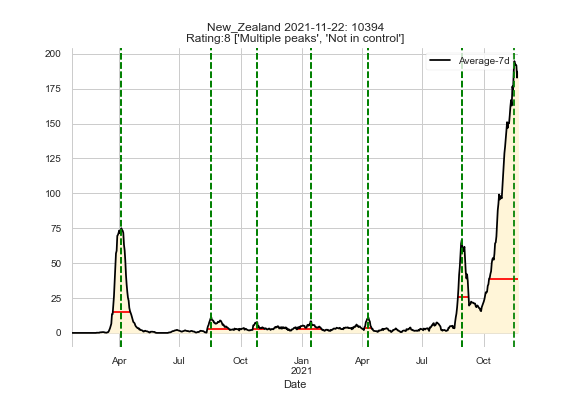 New_Zealand 2021-11-22: 10394
Rating:8 ['Multiple peaks', 'Not in control']
Average-7d
200
175
150
125
100
75
50
25
0
Apr Jul Oct Jan Apr Jul Oct
2021
Date